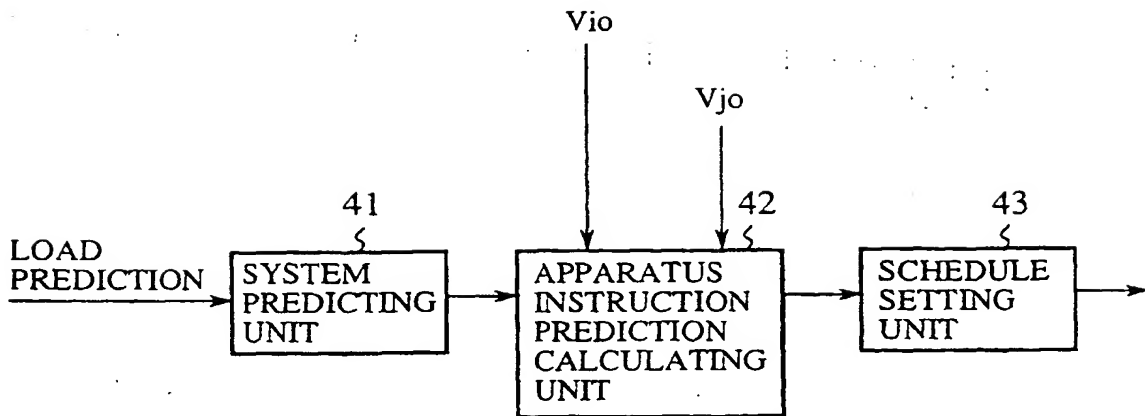 Vio
Vjo
41
42
43
LOAD
PREDICTION
SYSTEM
PREDICTING
UNIT
APPARATUS
INSTRUCTION
PREDICTION
CALCULATING
UNIT
SCHEDULE
SETTING
UNIT